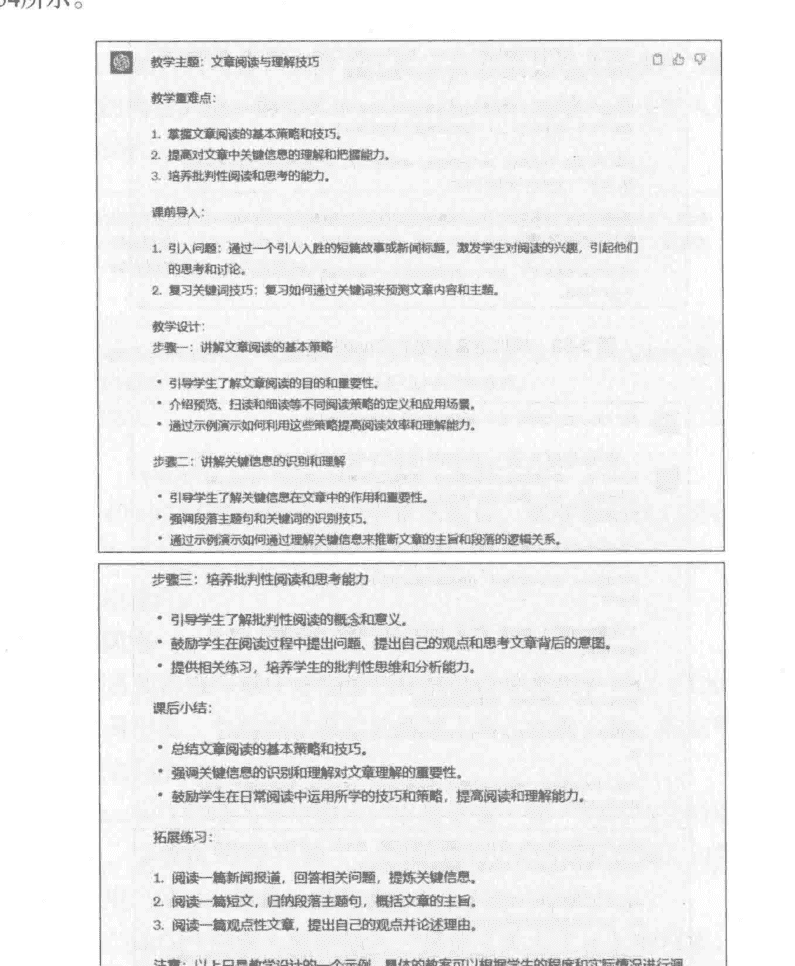 所示。
教学主题：文章阅读与理解技巧
教学重难点：
1. 掌握文章阅读的基本策略和技巧。
2. 提高对文章中关键信息的理解和把握能力。
3. 培养批判性阅读和思考的能力。
课前导入：
1. 引入问题：通过一个引人入胜的短篇故事或新闻标题，激发学生对阅读的兴趣，引起他们
的思考和讨论。
2. 复习关键词技巧：复习如何通过关键词来预测文章内容和主题。
教学设计：
步骤一：讲解文章阅读的基本策略
• 引导学生了解文章阅读的目的和重要性。
• 介绍预览、扫读和细读等不同阅读策略的定义和应用场景。
• 通过示例演示如何利用这些策略提高阅读效率和理解能力。
步骤二：讲解关键信息的识别和理解
• 引导学生了解关键信息在文章中的作用和重要性。
• 强调段落主题句和关键词的识别技巧。
• 通过示例演示如何通过理解关键信息来推断文章的主旨和段落的逻辑关系。
步骤三：培养批判性阅读和思考能力
• 引导学生了解批判性阅读的概念和意义。
• 鼓励学生在阅读过程中提出问题、提出自己的观点和思考文章背后的意图。
• 提供相关练习，培养学生的批判性思维和分析能力。
课后小结：
• 总结文章阅读的基本策略和技巧。
• 强调关键信息的识别和理解对文章理解的重要性。
• 鼓励学生在日常阅读中运用所学的技巧和策略，提高阅读和理解能力。
拓展练习：
1. 阅读一篇新闻报道，回答相关问题，提炼关键信息。
2. 阅读一篇短文，归纳段落主题句，概括文章的主旨。
3. 阅读一篇观点性文章，提出自己的观点并论述理由。
注意：以上只是教学设计的一个示例，具体的教案可以根据学生的程度和实际情况进行调